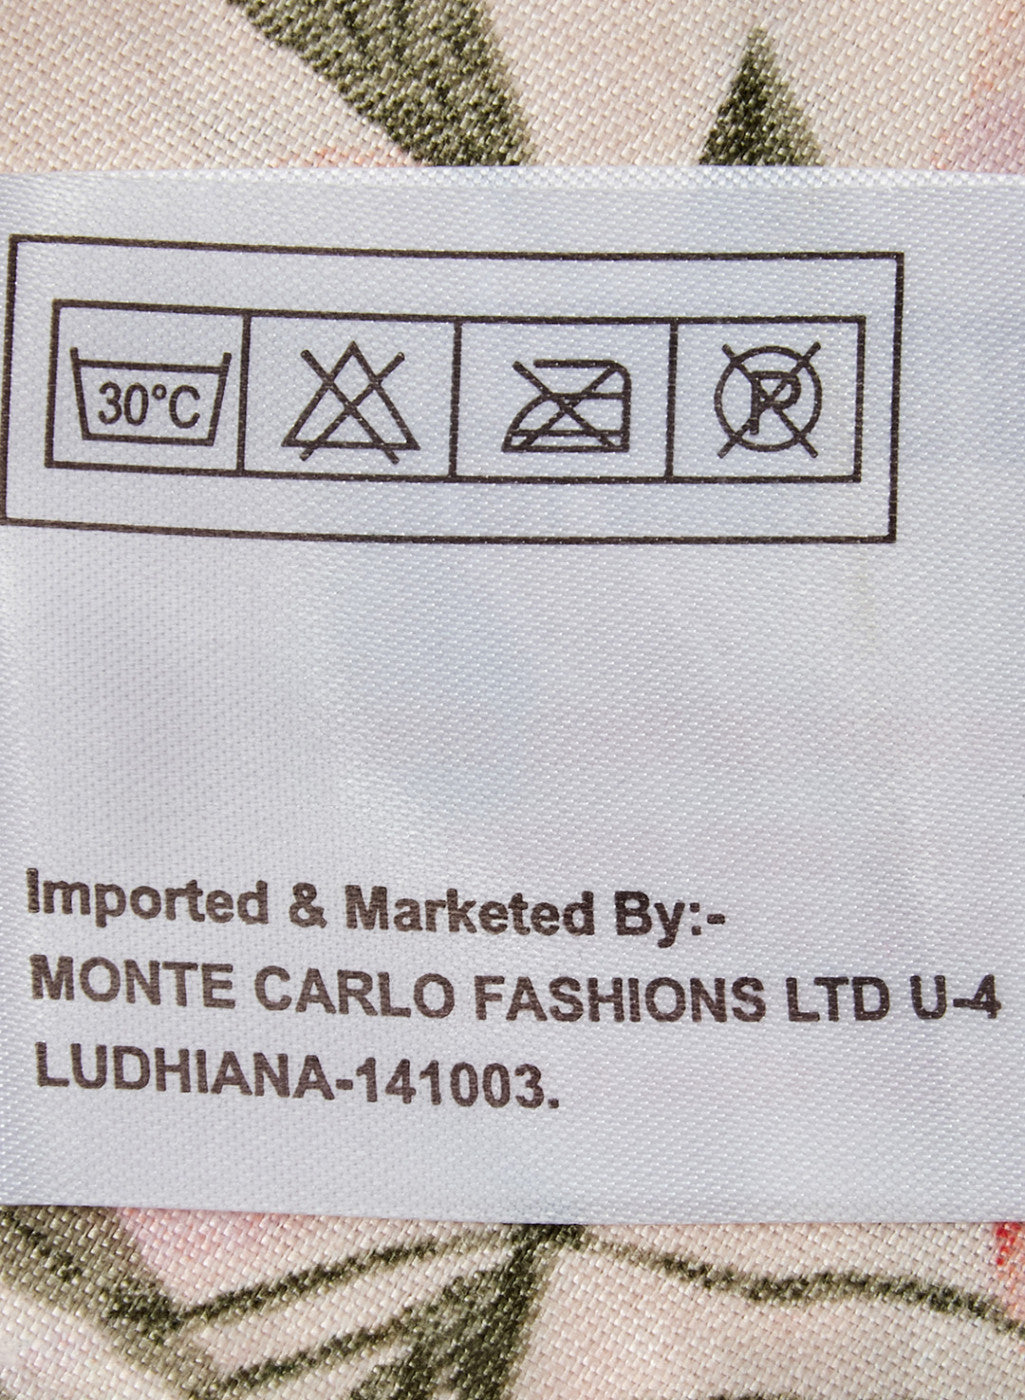 30°C
P
Imported & Marketed By:-
MONTE CARLO FASHIONS LTD U-4
LUDHIANA-141003.